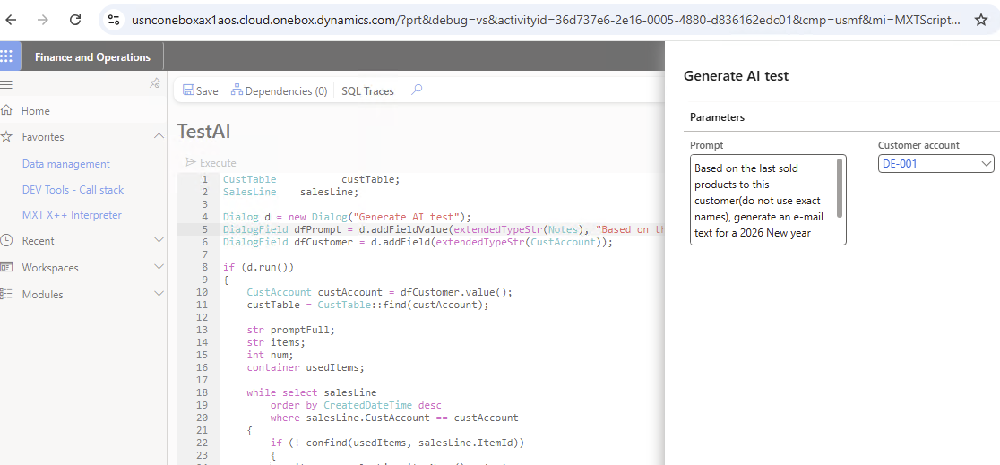 usnconeboxax1aos.cloud.onebox.dynamics.com/?prt&debug=vs&activityid=36d737e6-2e16-0005-4880-d836162edc01&cmp=usmf&mi=MXTScript...
Finance and Operations
Home
Favorites
Data management
DEV Tools - Call stack
MXT X++ Interpreter
Recent
Workspaces
Modules
Save Dependencies (0) SQL Traces
TestAI
Execute
1 CustTable custTable;
2 SalesLine salesLine;
3
4 Dialog d = new Dialog("Generate AI test");
5 DialogField dfPrompt = d.addFieldValue(extendedTypeStr(Notes), "Based on th
6 DialogField dfCustomer = d.addField(extendedTypeStr(CustAccount));
7
8 if (d.run())
9 {
10 CustAccount custAccount = dfCustomer.value();
11 custTable = CustTable::find(custAccount);
12
13 str promptFull;
14 str items;
15 int num;
16 container usedItems;
17
18 while select salesLine
19 order by CreatedDateTime desc
20 where salesLine.CustAccount == custAccount
21 {
22 if (! confind(usedItems, salesLine.ItemId))
23 {
Generate AI test
Parameters
Prompt
Based on the last sold
products to this
customer(do not use exact
names), generate an e-mail
text for a 2026 New year
Customer account
DE-001